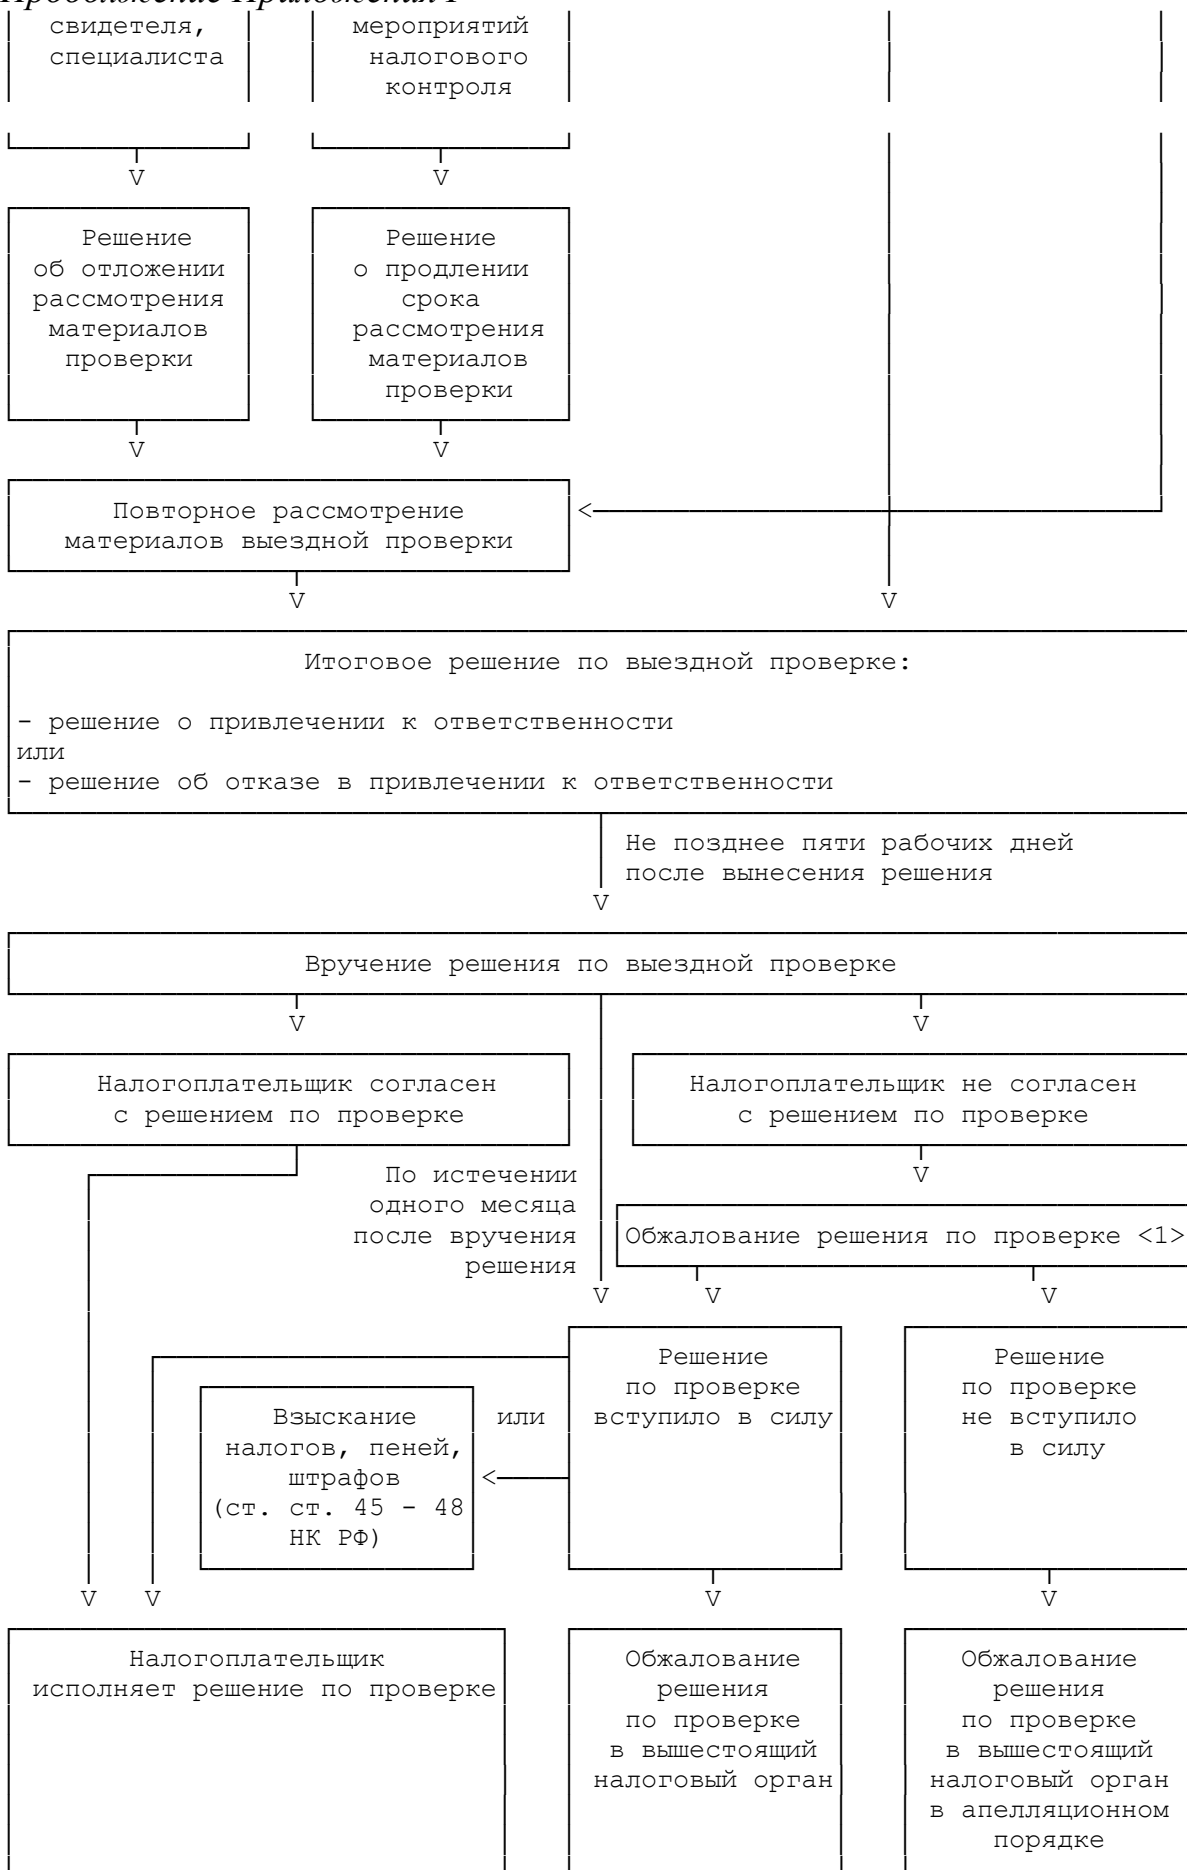 Продолжение Приложения 1
свидетеля,
специалиста
мероприятий
налогового
контроля
V
V
Решение
об отложении
рассмотрения
материалов
проверки
Решение
о продлении
срока
рассмотрения
материалов
проверки
V
V
Повторное рассмотрение
материалов выездной проверки
<
V
V
Итоговое решение по выездной проверке:
- решение о привлечении к ответственности
или
- решение об отказе в привлечении к ответственности
Не позднее пяти рабочих дней
после вынесения решения
V
Вручение решения по выездной проверке
V
V
Налогоплательщик согласен
с решением по проверке
Налогоплательщик не согласен
с решением по проверке
V
По истечении
одного месяца
после вручения
решения
Обжалование решения по проверке <1>
V
V
V
Решение
по проверке
вступило в силу
Решение
по проверке
не вступило
в силу
Взыскание
налогов, пеней,
штрафов
(ст. ст. 45 - 48
НК РФ)
или
<
V
V
V
V
Налогоплательщик
исполняет решение по проверке
Обжалование
решения
по проверке
в вышестоящий
налоговый орган
Обжалование
решения
по проверке
в вышестоящий
налоговый орган
в апелляционном
порядке